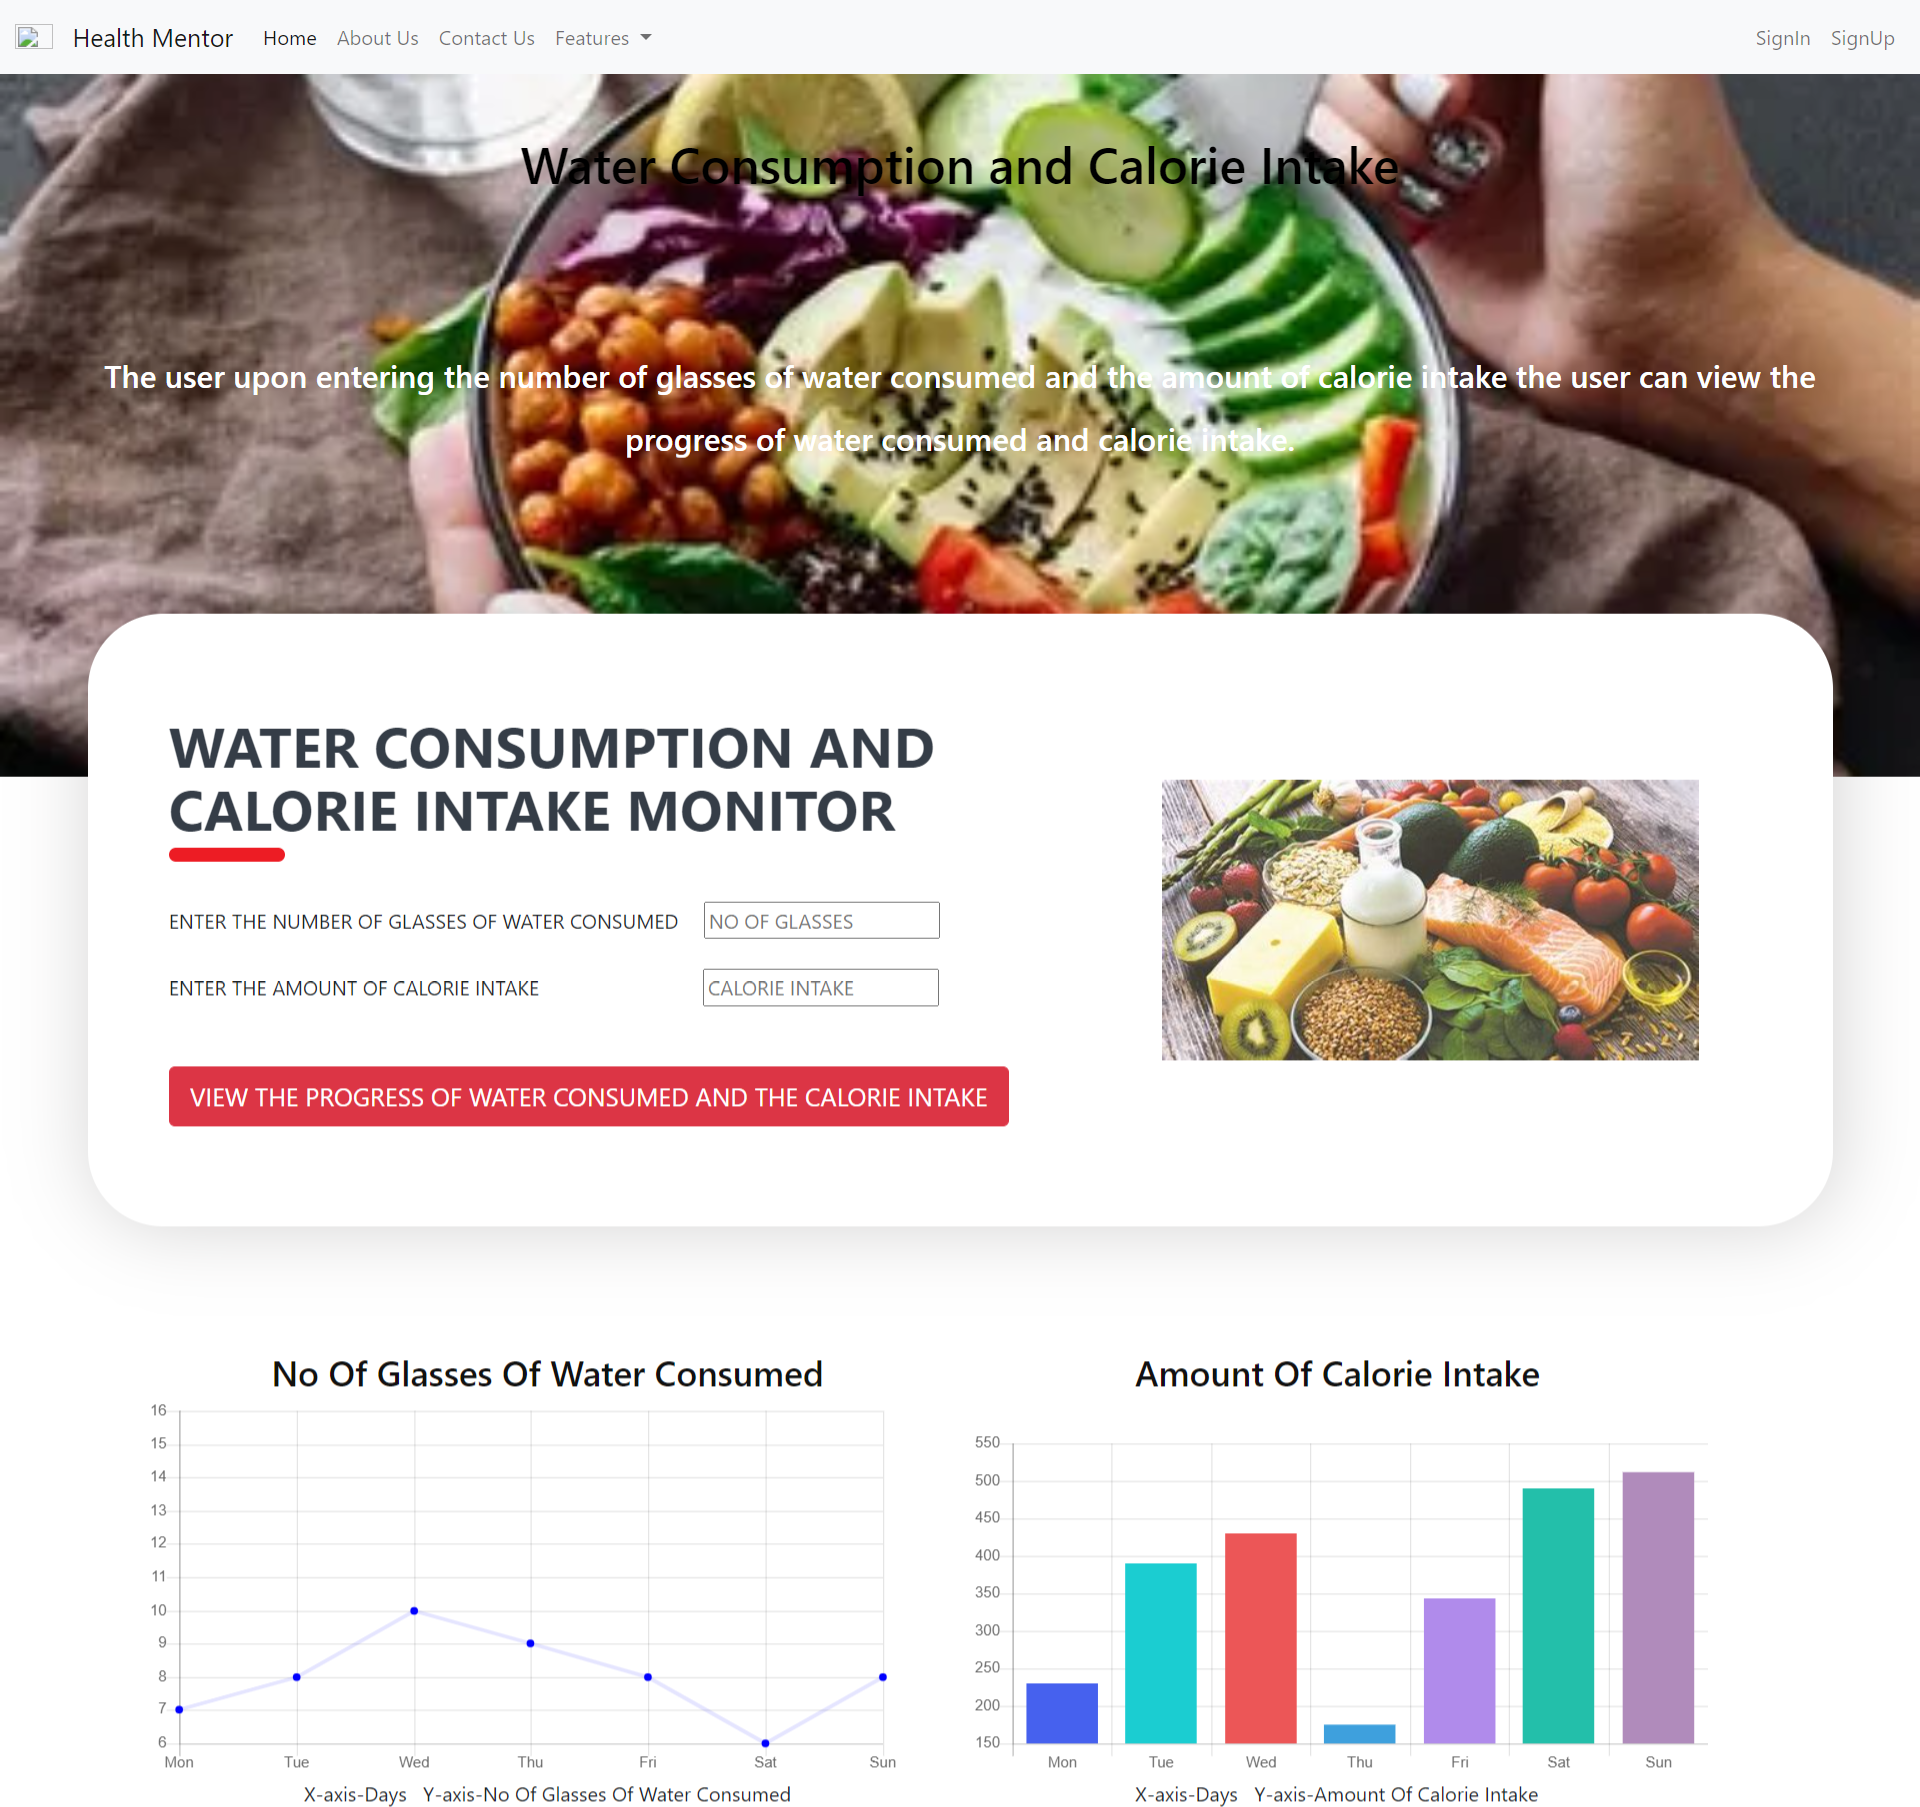 Health Mentor Home About Us Contact Us Features SignIn SignUp
Water Consumption and Calorie Intake
The user upon entering the number of glasses of water consumed and the amount of calorie intake the user can view the
progress of water consumed and calorie intake.
WATER CONSUMPTION AND
CALORIE INTAKE MONITOR
ENTER THE NUMBER OF GLASSES OF WATER CONSUMED NO OF GLASSES
ENTER THE AMOUNT OF CALORIE INTAKE CALORIE INTAKE
VIEW THE PROGRESS OF WATER CONSUMED AND THE CALORIE INTAKE
No Of Glasses Of Water Consumed
16
15
14
13
12
11
10
9
8
7
6
Mon Tue Wed Thu Fri Sat Sun
X-axis-Days Y-axis-No Of Glasses Of Water Consumed
Amount Of Calorie Intake
550
500
450
400
350
300
250
200
150
Mon Tue Wed Thu Fri Sat Sun
X-axis-Days Y-axis-Amount Of Calorie Intake